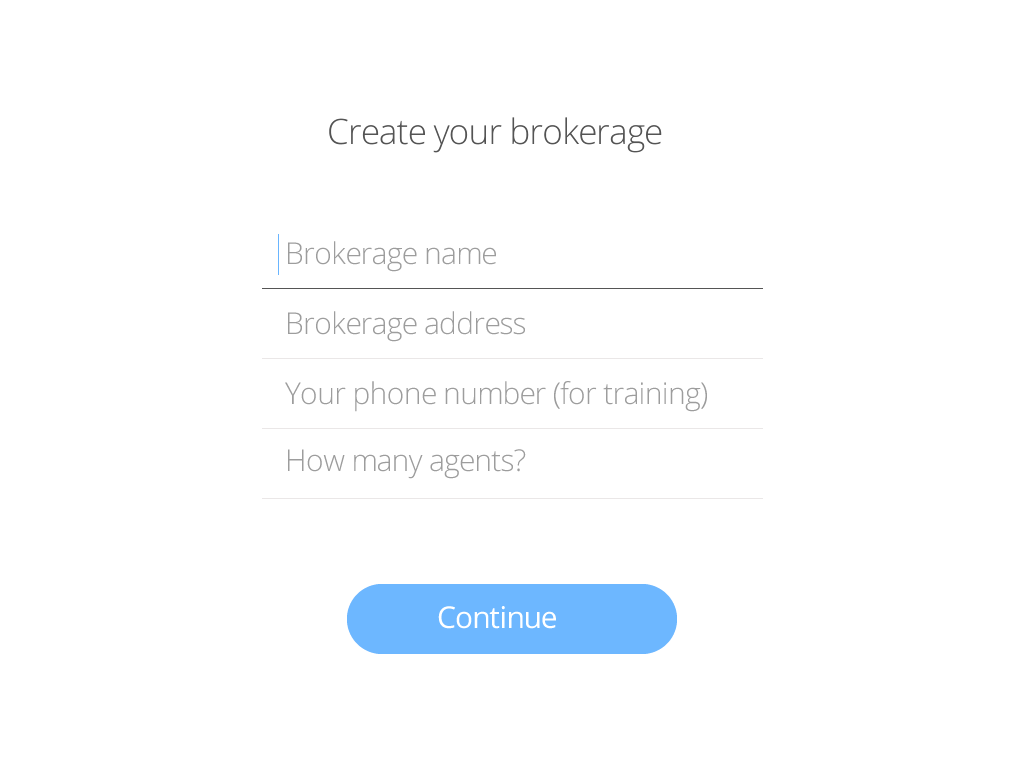 Create your brokerage
Brokerage name
Brokerage address
Your phone number (for training)
How many agents?
Continue